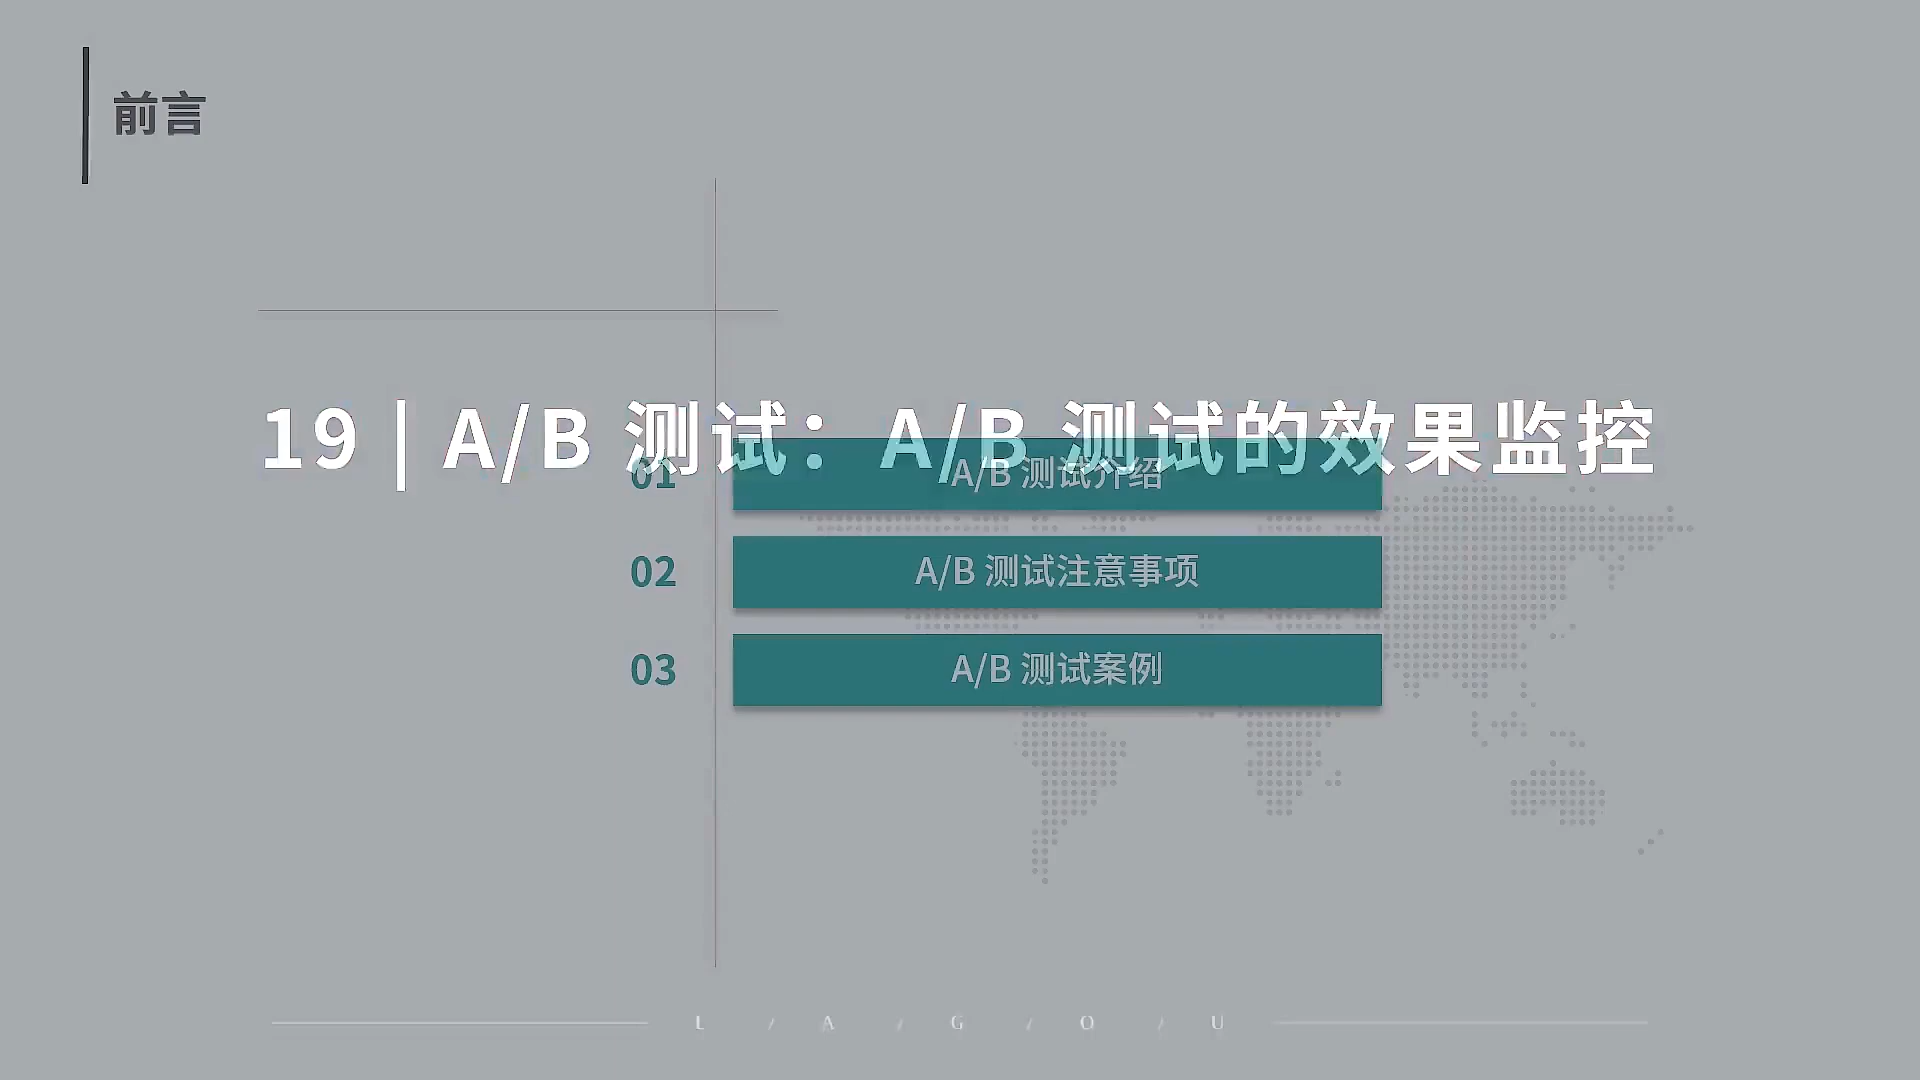 前言
19 | A/B 测试：A/B 测试的效果监控
01 A/B 测试介绍
02 A/B 测试注意事项
03 A/B 测试案例
L / A / G / O / U